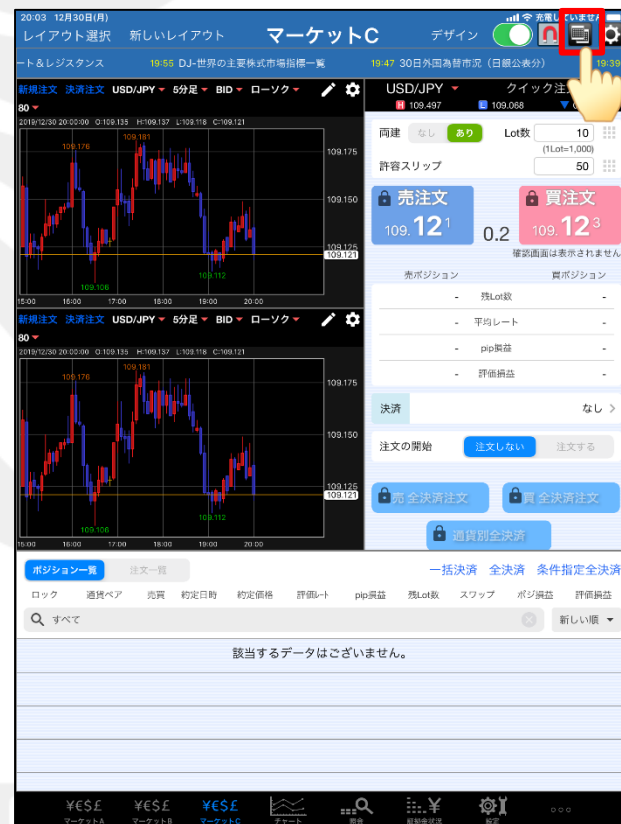 20:03 12月30日(月) 充電していません
レイアウト選択 新しいレイアウト マーケットC デザイン
ート&レジスタンス 19:55 DJ-世界の主要株式市場指標一覧 19:47 30日外国為替市況（日銀公表分） 19:39
新規注文 決済注文 USD/JPY 5分足 BID ローソク
80
2019/12/30 20:00:00 O:109.135 H:109.137 L:109.118 C:109.121
109.181
109.176
109.175
109.150
109.125
109.121
109.112
109.106
15:00 16:00 17:00 18:00 19:00 20:00
新規注文 決済注文 USD/JPY 5分足 BID ローソク
80
2019/12/30 20:00:00 O:109.135 H:109.137 L:109.118 C:109.121
109.181
109.176
109.175
109.150
109.125
109.121
109.112
109.106
15:00 16:00 17:00 18:00 19:00 20:00
USD/JPY クイック注
H 109.497 L 109.068
両建 なし あり Lot数 10
(1Lot=1,000)
許容スリップ 50
売注文 買注文
109.12 1 0.2 109.12 3
確認画面は表示されません
売ポジション 買ポジション
- 残Lot数 -
- 平均レート -
- pip損益 -
- 評価損益 -
決済 なし
注文の開始 注文しない 注文する
売 全決済注文 買 全決済注文
通貨別全決済
ポジション一覧 注文一覧 一括決済 全決済 条件指定全決済
ロック 通貨ペア 売買 約定日時 約定価格 評価レート pip損益 残Lot数 スワップ ポジ損益 評価損益
すべて 新しい順
該当するデータはございません。
¥€$£ ¥€$£ ¥€$£ ¥
マーケットA マーケットB マーケットC チャート 照会 証拠金状況 設定